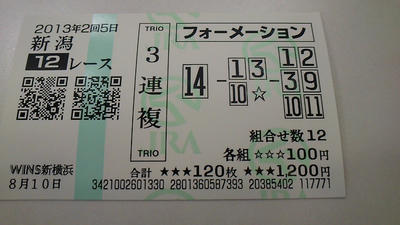 2013年2回5日
新潟
12レース
TRIO
3連複
TRIO
フォーメーション
14 - 13 - 12
10 ☆ 39
1011
組合せ数12
各組 ☆☆☆100円
合計 ★★★120枚 ★★★1,200円
WINS新横浜
8月10日
3421002601330 2801360587393 20385402 117771
JRA